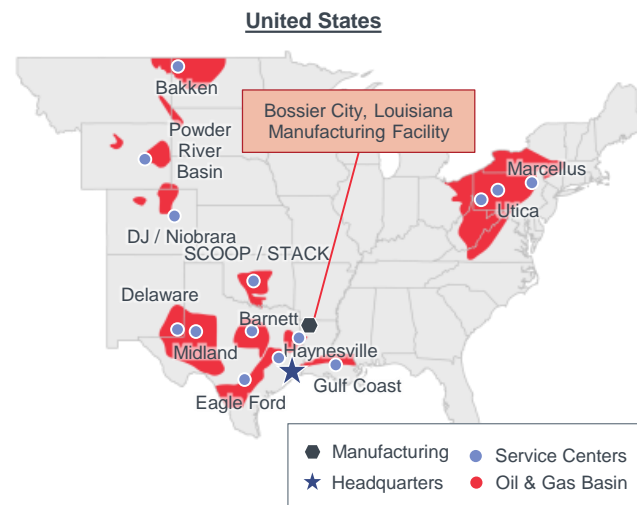 United States
Bakken
Bossier City, Louisiana
Manufacturing Facility
Powder
River
Basin
Marcellus
Utica
DJ / Niobrara
SCOOP / STACK
Delaware
Barnett
Midland
Haynesville
Gulf Coast
Eagle Ford
Manufacturing
Service Centers
Headquarters
Oil & Gas Basin